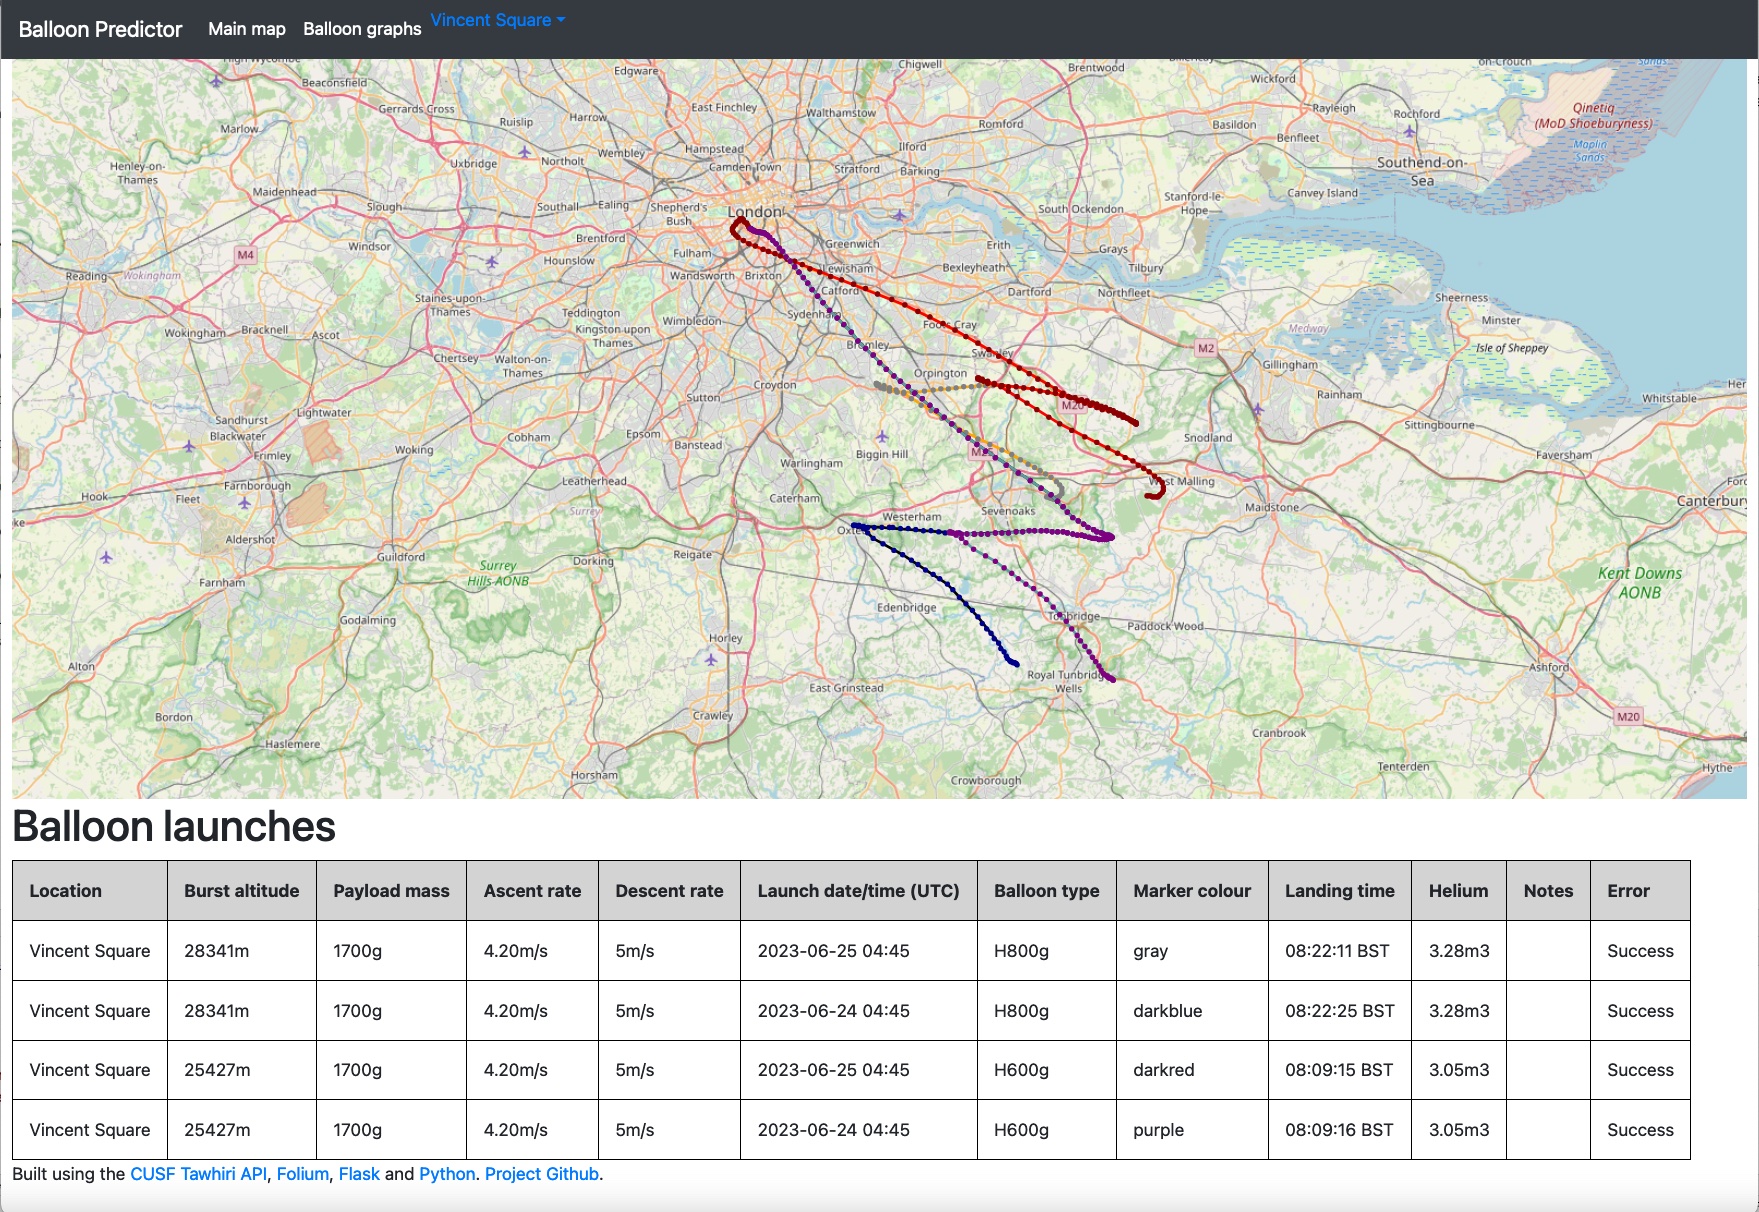 Balloon Predictor Main map Balloon graphs Vincent Square
Chigwell
Brentwood
on-Crouch
Sands
Edgware
Beaconsfield
Wickford
Gerrards Cross
East Finchley
Walthamstow
Rayleigh
Rochford
Qinetiq
(MoD Shoeburyness)
Ruislip
Harrow
Romford
Basildon
Marlow
Benfleet
Maplin
Sands
Hampstead
Ilford
Wembley
Northolt
Uxbridge
Henley-on-
Thames
Camden Town
Stratford
Barking
Southend-on-
Sea
Maidenhead
Slough
Southall
Ealing
Shepherd's
Bush
London
South Ockendon
Stanford-le-
Hope
Canvey Island
Windsor
Brentford
Greenwich
Erith
Grays
M4
Fulham
Hounslow
Reading
Wokingham
Wandsworth
Brixton
Lewisham
Bexleyheath
Tilbury
Staines-upon-
Thames
Catford
Dartford
Northfleet
Sheerness
Teddington
Sydenham
Minster
Wimbledon
Kingston upon
Thames
Foots Cray
Medway
Wokingham
Bracknell
Ascot
Bromley
Swanley
M2
Isle of Sheppey
Chertsey
Walton-on-
Thames
Gillingham
Orpington
Croydon
Rainham
Her
Whitstable
Sutton
M20
Lightwater
Sandhurst
Blackwater
Sittingbourne
Cobham
Epsom
Banstead
Snodland
Frimley
Woking
Biggin Hill
Faversham
Warlingham
Leatherhead
West Malling
Hook
Fleet
Farnborough
Caterham
Ford
Canterbury
Surrey
Sevenoaks
Maidstone
Westerham
ke
Aldershot
Oxted
Guildford
Reigate
Dorking
Surrey
Hills AONB
Kent Downs
AONB
Farnham
Edenbridge
Tonbridge
Godalming
Paddock Wood
Horley
Alton
Ashford
Royal Tunbridge
Wells
East Grinstead
Bordon
Crawley
M20
Cranbrook
Haslemere
Tenterden
Hythe
Horsham
Crowborough
Balloon launches
Location Burst altitude Payload mass Ascent rate Descent rate Launch date/time (UTC) Balloon type Marker colour Landing time Helium Notes Error
Vincent Square 28341m 1700g 4.20m/s 5m/s 2023-06-25 04:45 H800g gray 08:22:11 BST 3.28m3 Success
Vincent Square 28341m 1700g 4.20m/s 5m/s 2023-06-24 04:45 H800g darkblue 08:22:25 BST 3.28m3 Success
Vincent Square 25427m 1700g 4.20m/s 5m/s 2023-06-25 04:45 H600g darkred 08:09:15 BST 3.05m3 Success
Vincent Square 25427m 1700g 4.20m/s 5m/s 2023-06-24 04:45 H600g purple 08:09:16 BST 3.05m3 Success
Built using the CUSF Tawhiri API, Folium, Flask and Python. Project Github.